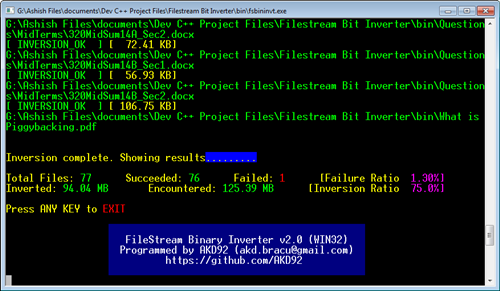 G:\Ashish Files\documents\Dev C++ Project Files\Filestream Bit Inverter\bin\fsbininvt.exe
G:\Ashish Files\documents\Dev C++ Project Files\Filestream Bit Inverter\bin\Question
s\MidTerms\320MidSum14A_Sec2.docx
[ INVERSION_OK ] [ 72.41 KB]
G:\Ashish Files\documents\Dev C++ Project Files\Filestream Bit Inverter\bin\Question
s\MidTerms\320MidSum14B_Sec1.docx
[ INVERSION_OK ] [ 56.93 KB]
G:\Ashish Files\documents\Dev C++ Project Files\Filestream Bit Inverter\bin\Question
s\MidTerms\320MidSum14B_Sec2.docx
[ INVERSION_OK ] [ 106.75 KB]
G:\Ashish Files\documents\Dev C++ Project Files\Filestream Bit Inverter\bin\What is
Piggybacking.pdf
Inversion complete. Showing results.........
Total Files: 77 Succeeded: 76 Failed: 1 [Failure Ratio 1.30%]
Inverted: 94.04 MB Encountered: 125.39 MB [Inversion Ratio 75.0%]
Press ANY KEY to EXIT
FileStream Binary Inverter v2.0 (WIN32)
Programmed by AKD92 (akd.bracu@gmail.com)
https://github.com/AKD92